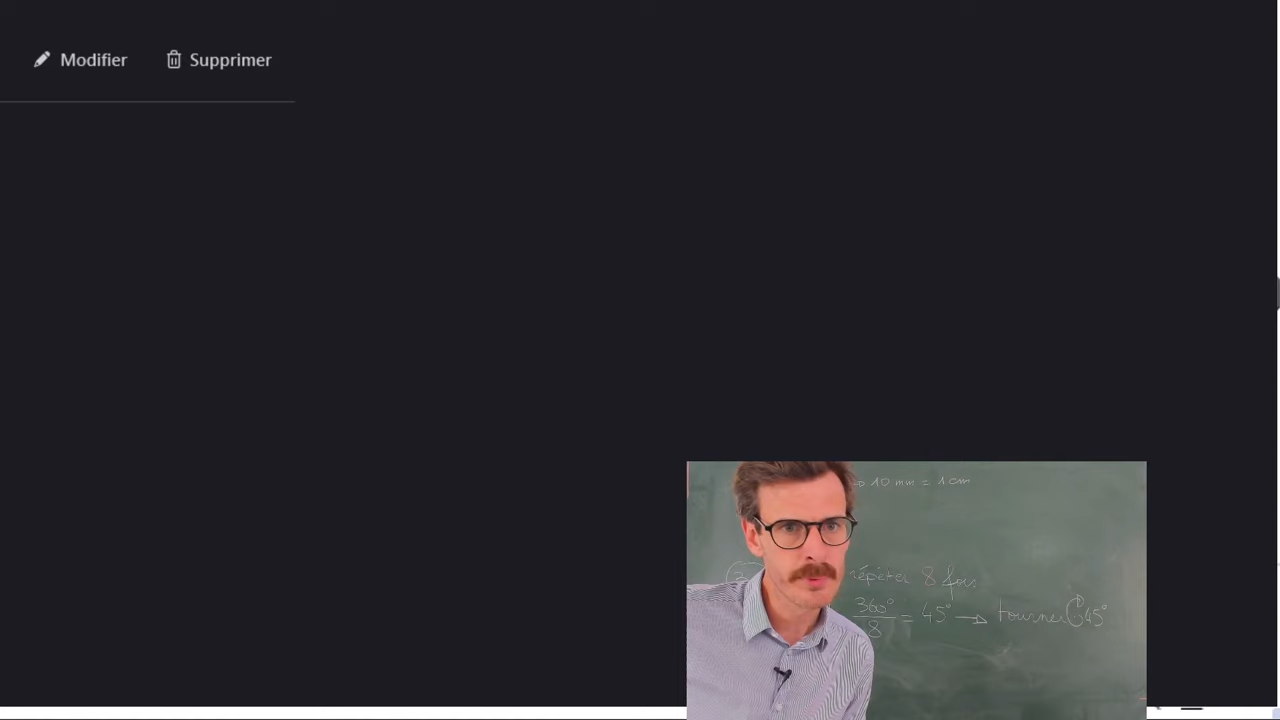 Modifier Supprimer
10 mm = 1 cm
répéter 8 fois
360°
8
= 45° → tourner ↻ 45°